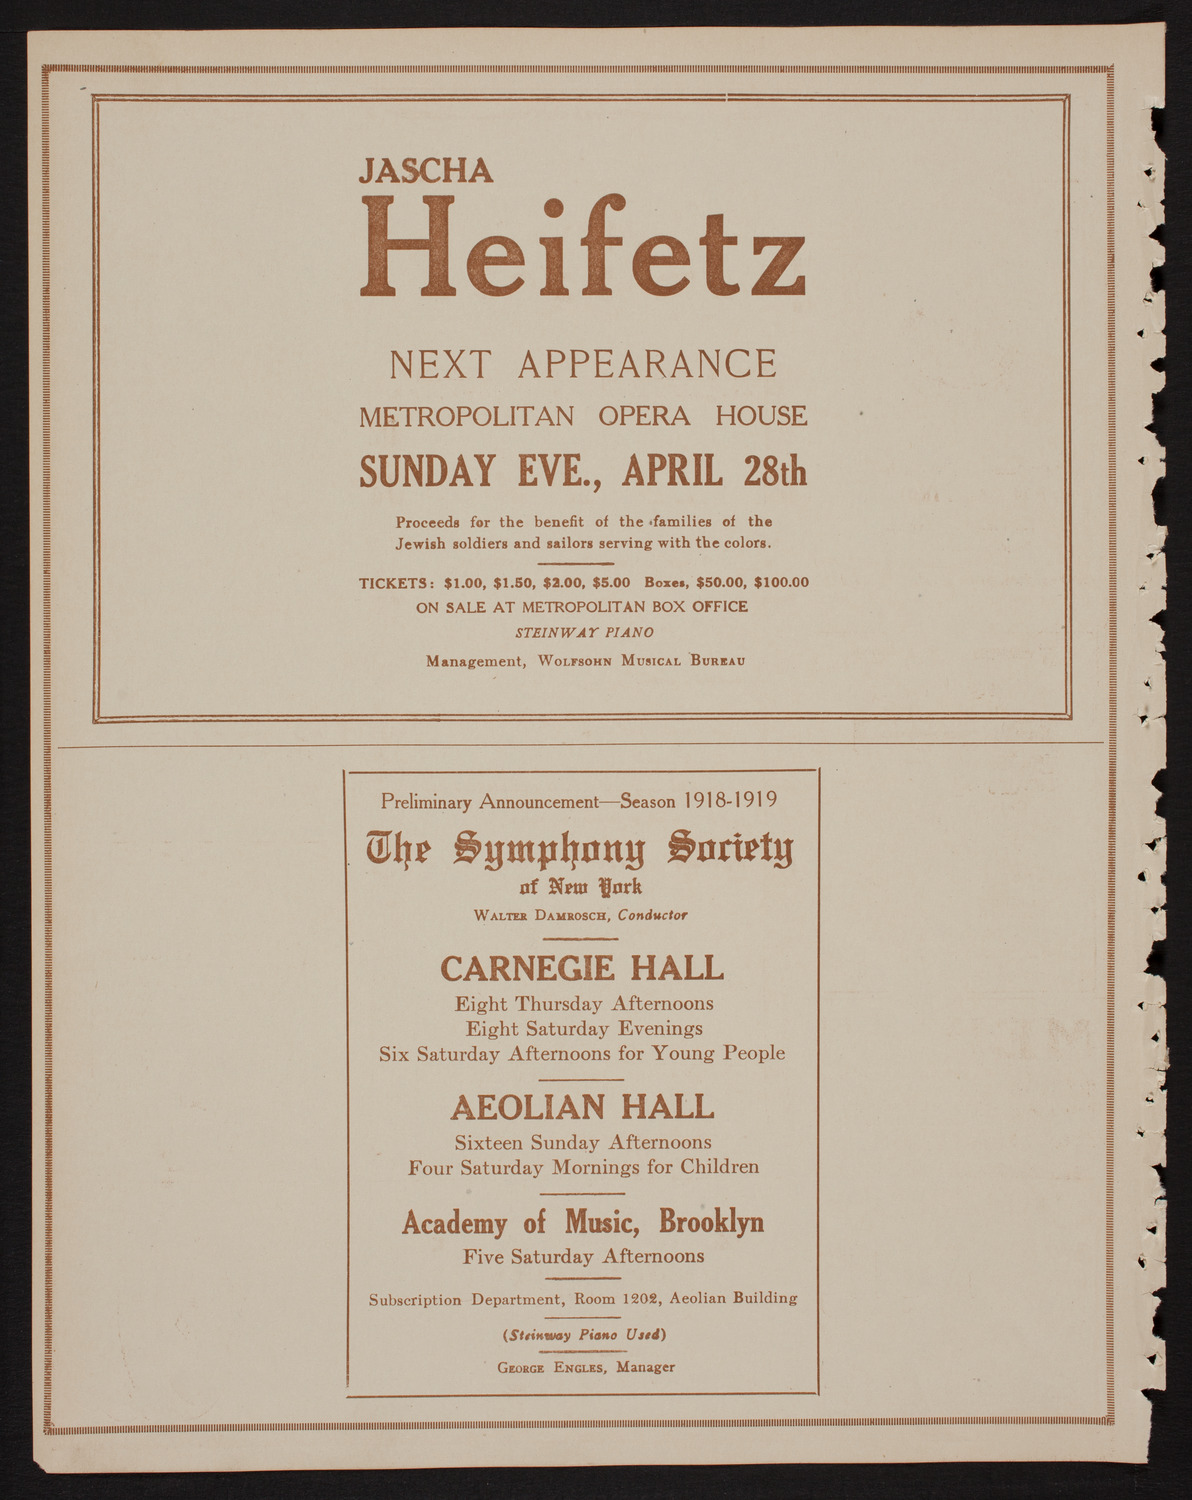 JASCHA
Heifetz
NEXT APPEARANCE
METROPOLITAN OPERA HOUSE
SUNDAY EVE., APRIL 28th
Proceeds for the benefit of the families of the
Jewish soldiers and sailors serving with the colors.
TICKETS: $1.00, $1.50, $2.00, $5.00 Boxes, $50.00, $100.00
ON SALE AT METROPOLITAN BOX OFFICE
STEINWAY PIANO
Management, WOLFSOHN MUSICAL BUREAU
Preliminary Announcement—Season 1918-1919
The Symphony Society
of New York
WALTER DAMROSCH, Conductor
CARNEGIE HALL
Eight Thursday Afternoons
Eight Saturday Evenings
Six Saturday Afternoons for Young People
AEOLIAN HALL
Sixteen Sunday Afternoons
Four Saturday Mornings for Children
Academy of Music, Brooklyn
Five Saturday Afternoons
Subscription Department, Room 1202, Aeolian Building
(Steinway Piano Used)
GEORGE ENGLES, Manager